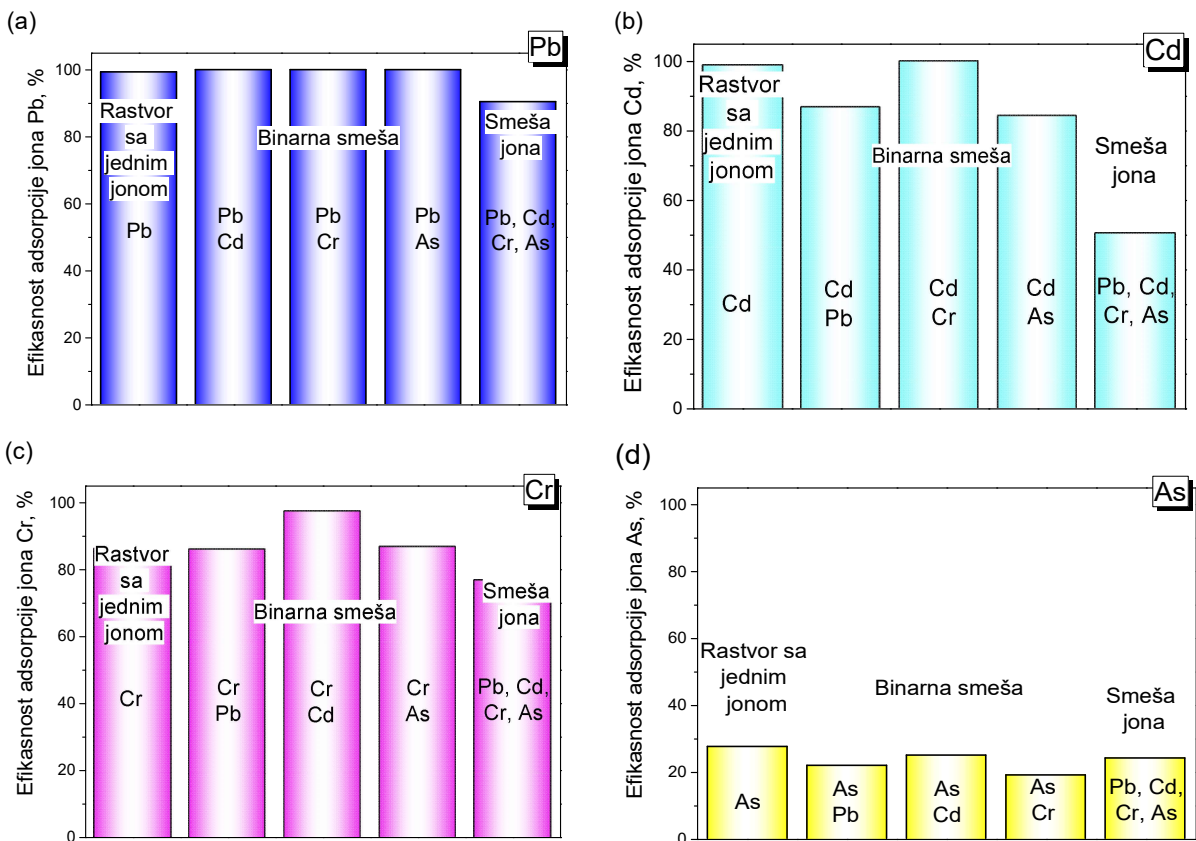 (a)
Pb
Efikasnost adsorpcije jona Pb, %
100
80
60
40
20
0
Rastvor
sa
jednim
jonom
Pb
Binarna smeša
Pb
Cd
Pb
Cr
Pb
As
Smeša
jona
Pb, Cd,
Cr, As
(b)
Cd
Efikasnost adsorpcije jona Cd, %
100
80
60
40
20
0
Rastvor
sa
jednim
jonom
Cd
Binarna smeša
Cd
Pb
Cd
Cr
Cd
As
Smeša
jona
Pb, Cd,
Cr, As
(c)
Cr
Efikasnost adsorpcije jona Cr, %
100
80
60
40
20
0
Rastvor
sa
jednim
jonom
Cr
Binarna smeša
Cr
Pb
Cr
Cd
Cr
As
Smeša
jona
Pb, Cd,
Cr, As
(d)
As
Efikasnost adsorpcije jona As, %
100
80
60
40
20
0
Rastvor sa
jednim
jonom
As
Binarna smeša
As
Pb
As
Cd
As
Cr
Smeša
jona
Pb, Cd,
Cr, As